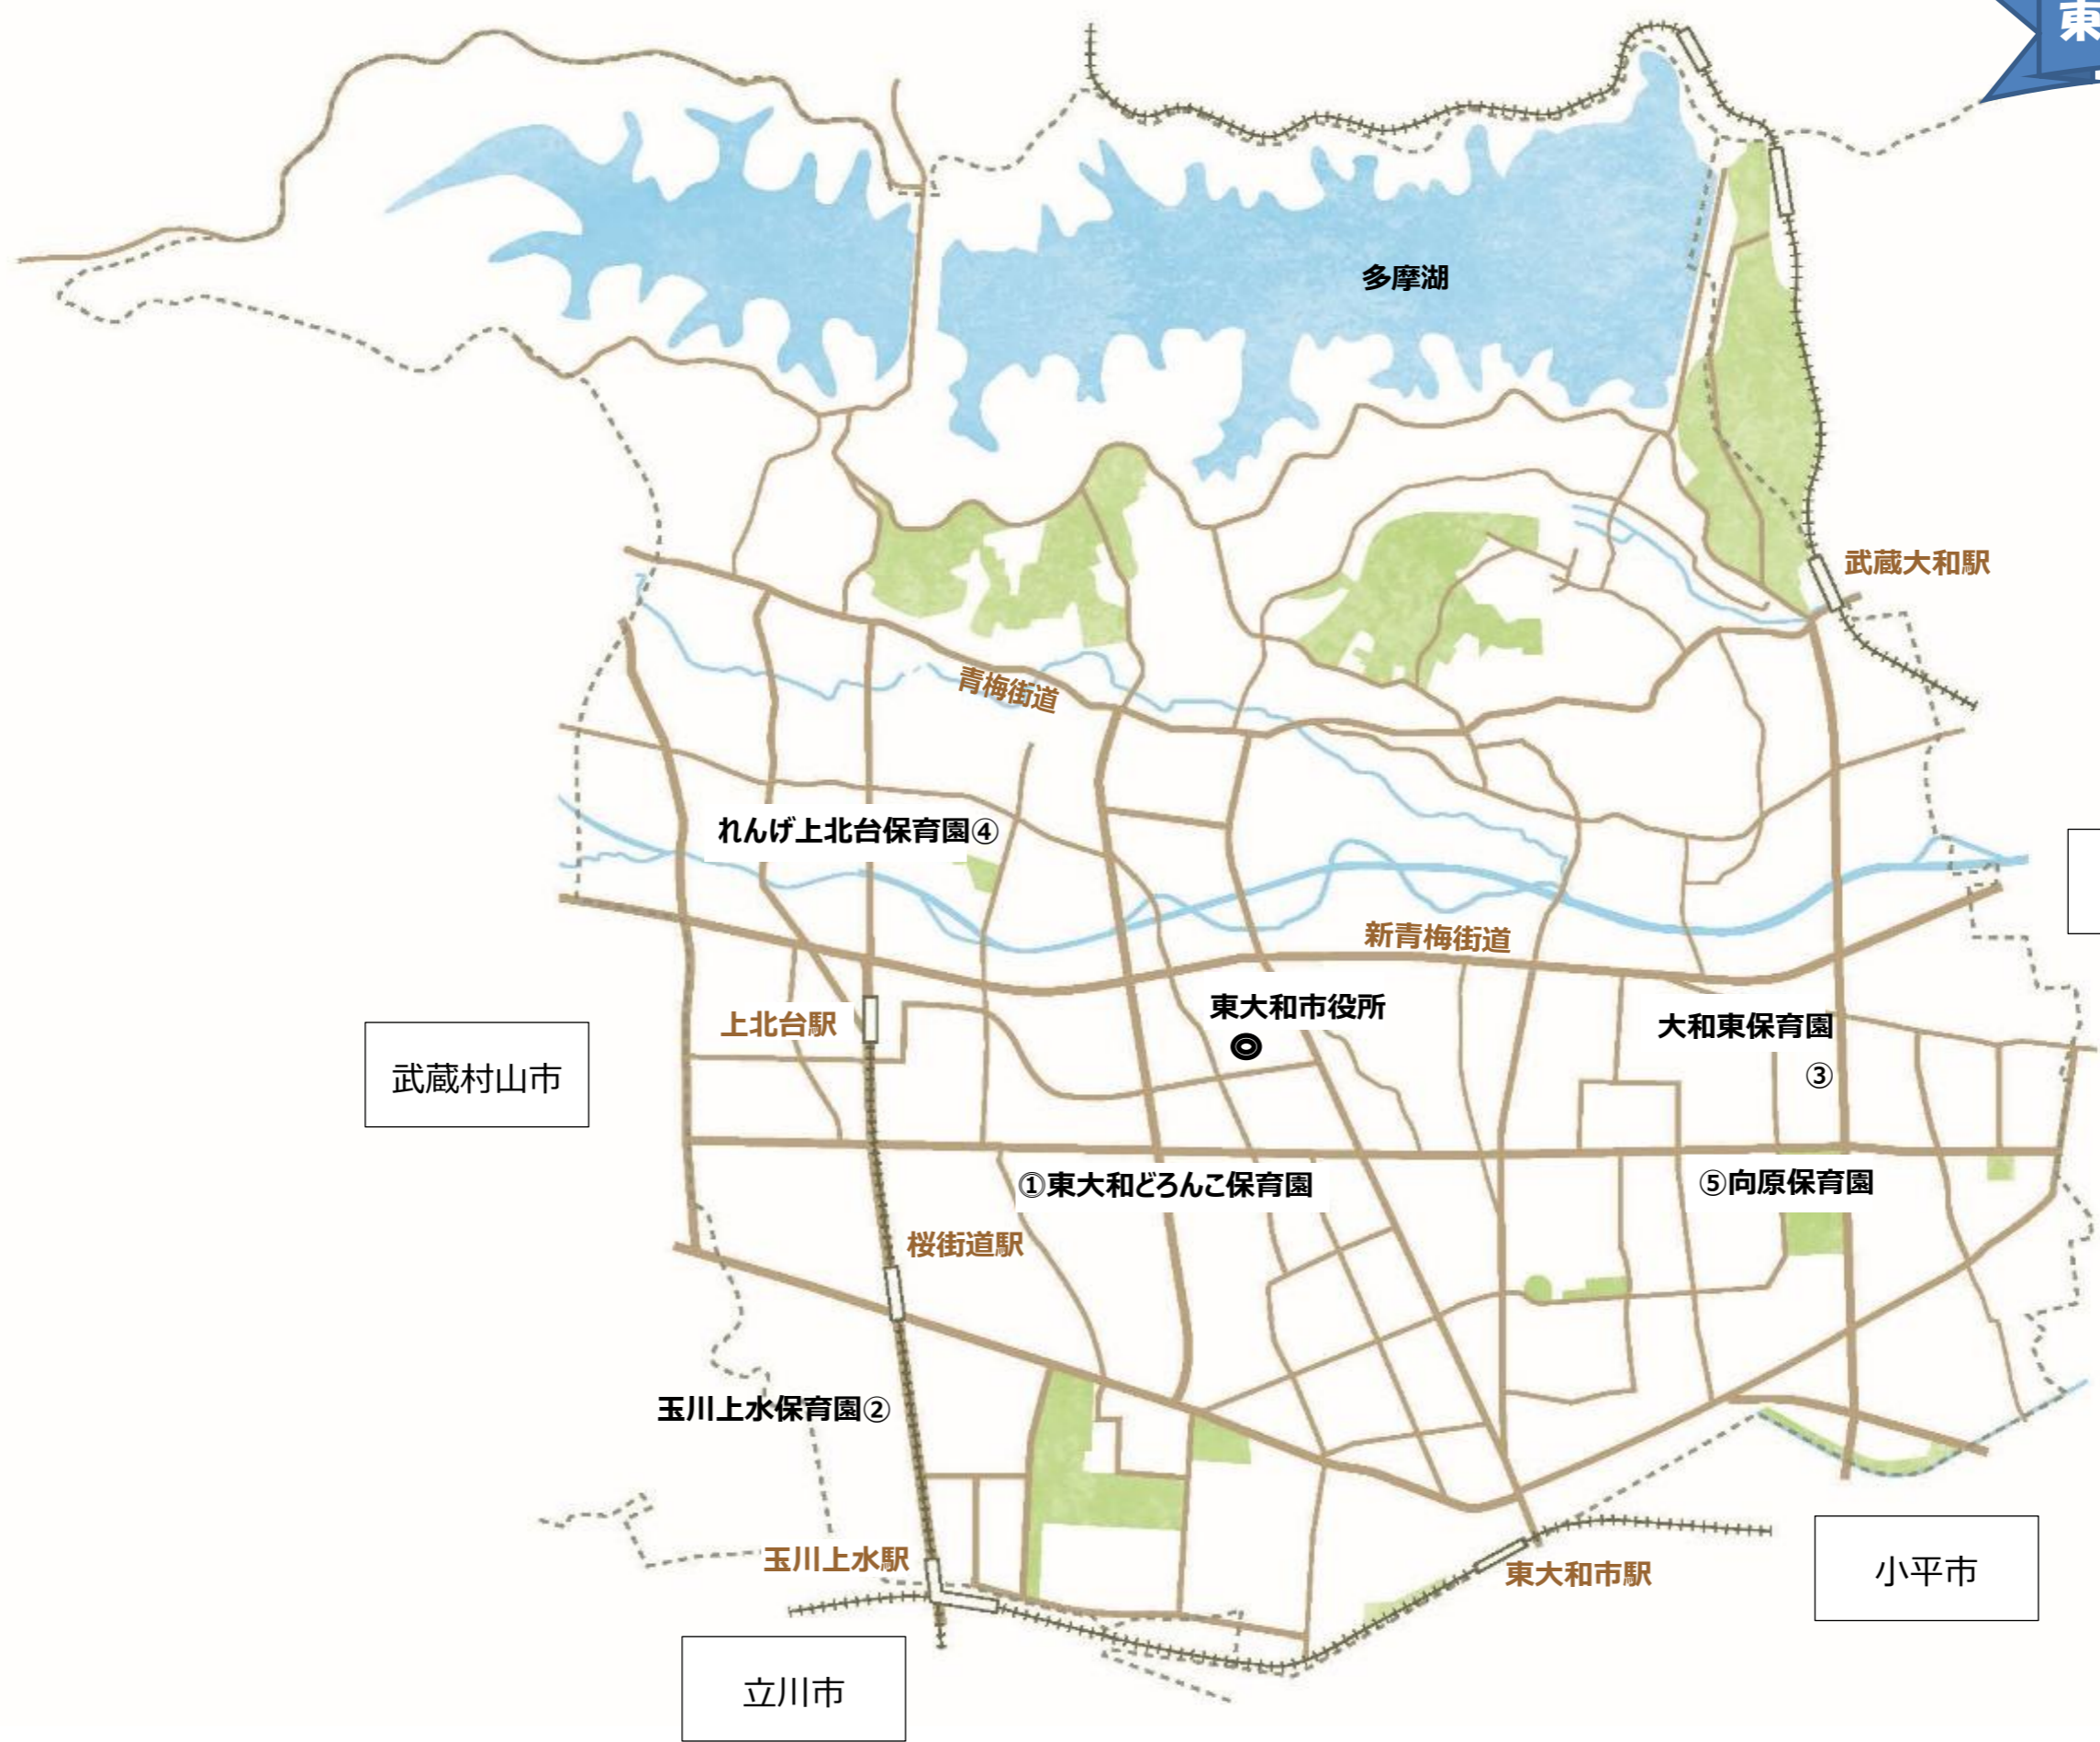 東
多摩湖
武蔵大和駅
青梅街道
れんげ上北台保育園④
新青梅街道
上北台駅
東大和市役所
大和東保育園
③
武蔵村山市
①東大和どろんこ保育園
⑤向原保育園
桜街道駅
玉川上水保育園②
玉川上水駅
東大和市駅
小平市
立川市